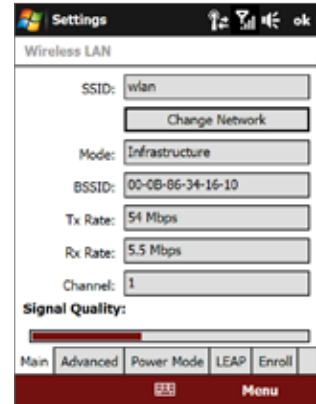 Settings ok
Wireless LAN
SSID: wlan
Change Network
Mode: Infrastructure
BSSID: 00-0B-86-34-16-10
Tx Rate: 54 Mbps
Rx Rate: 5.5 Mbps
Channel: 1
Signal Quality:
Main Advanced Power Mode LEAP Enroll
Menu